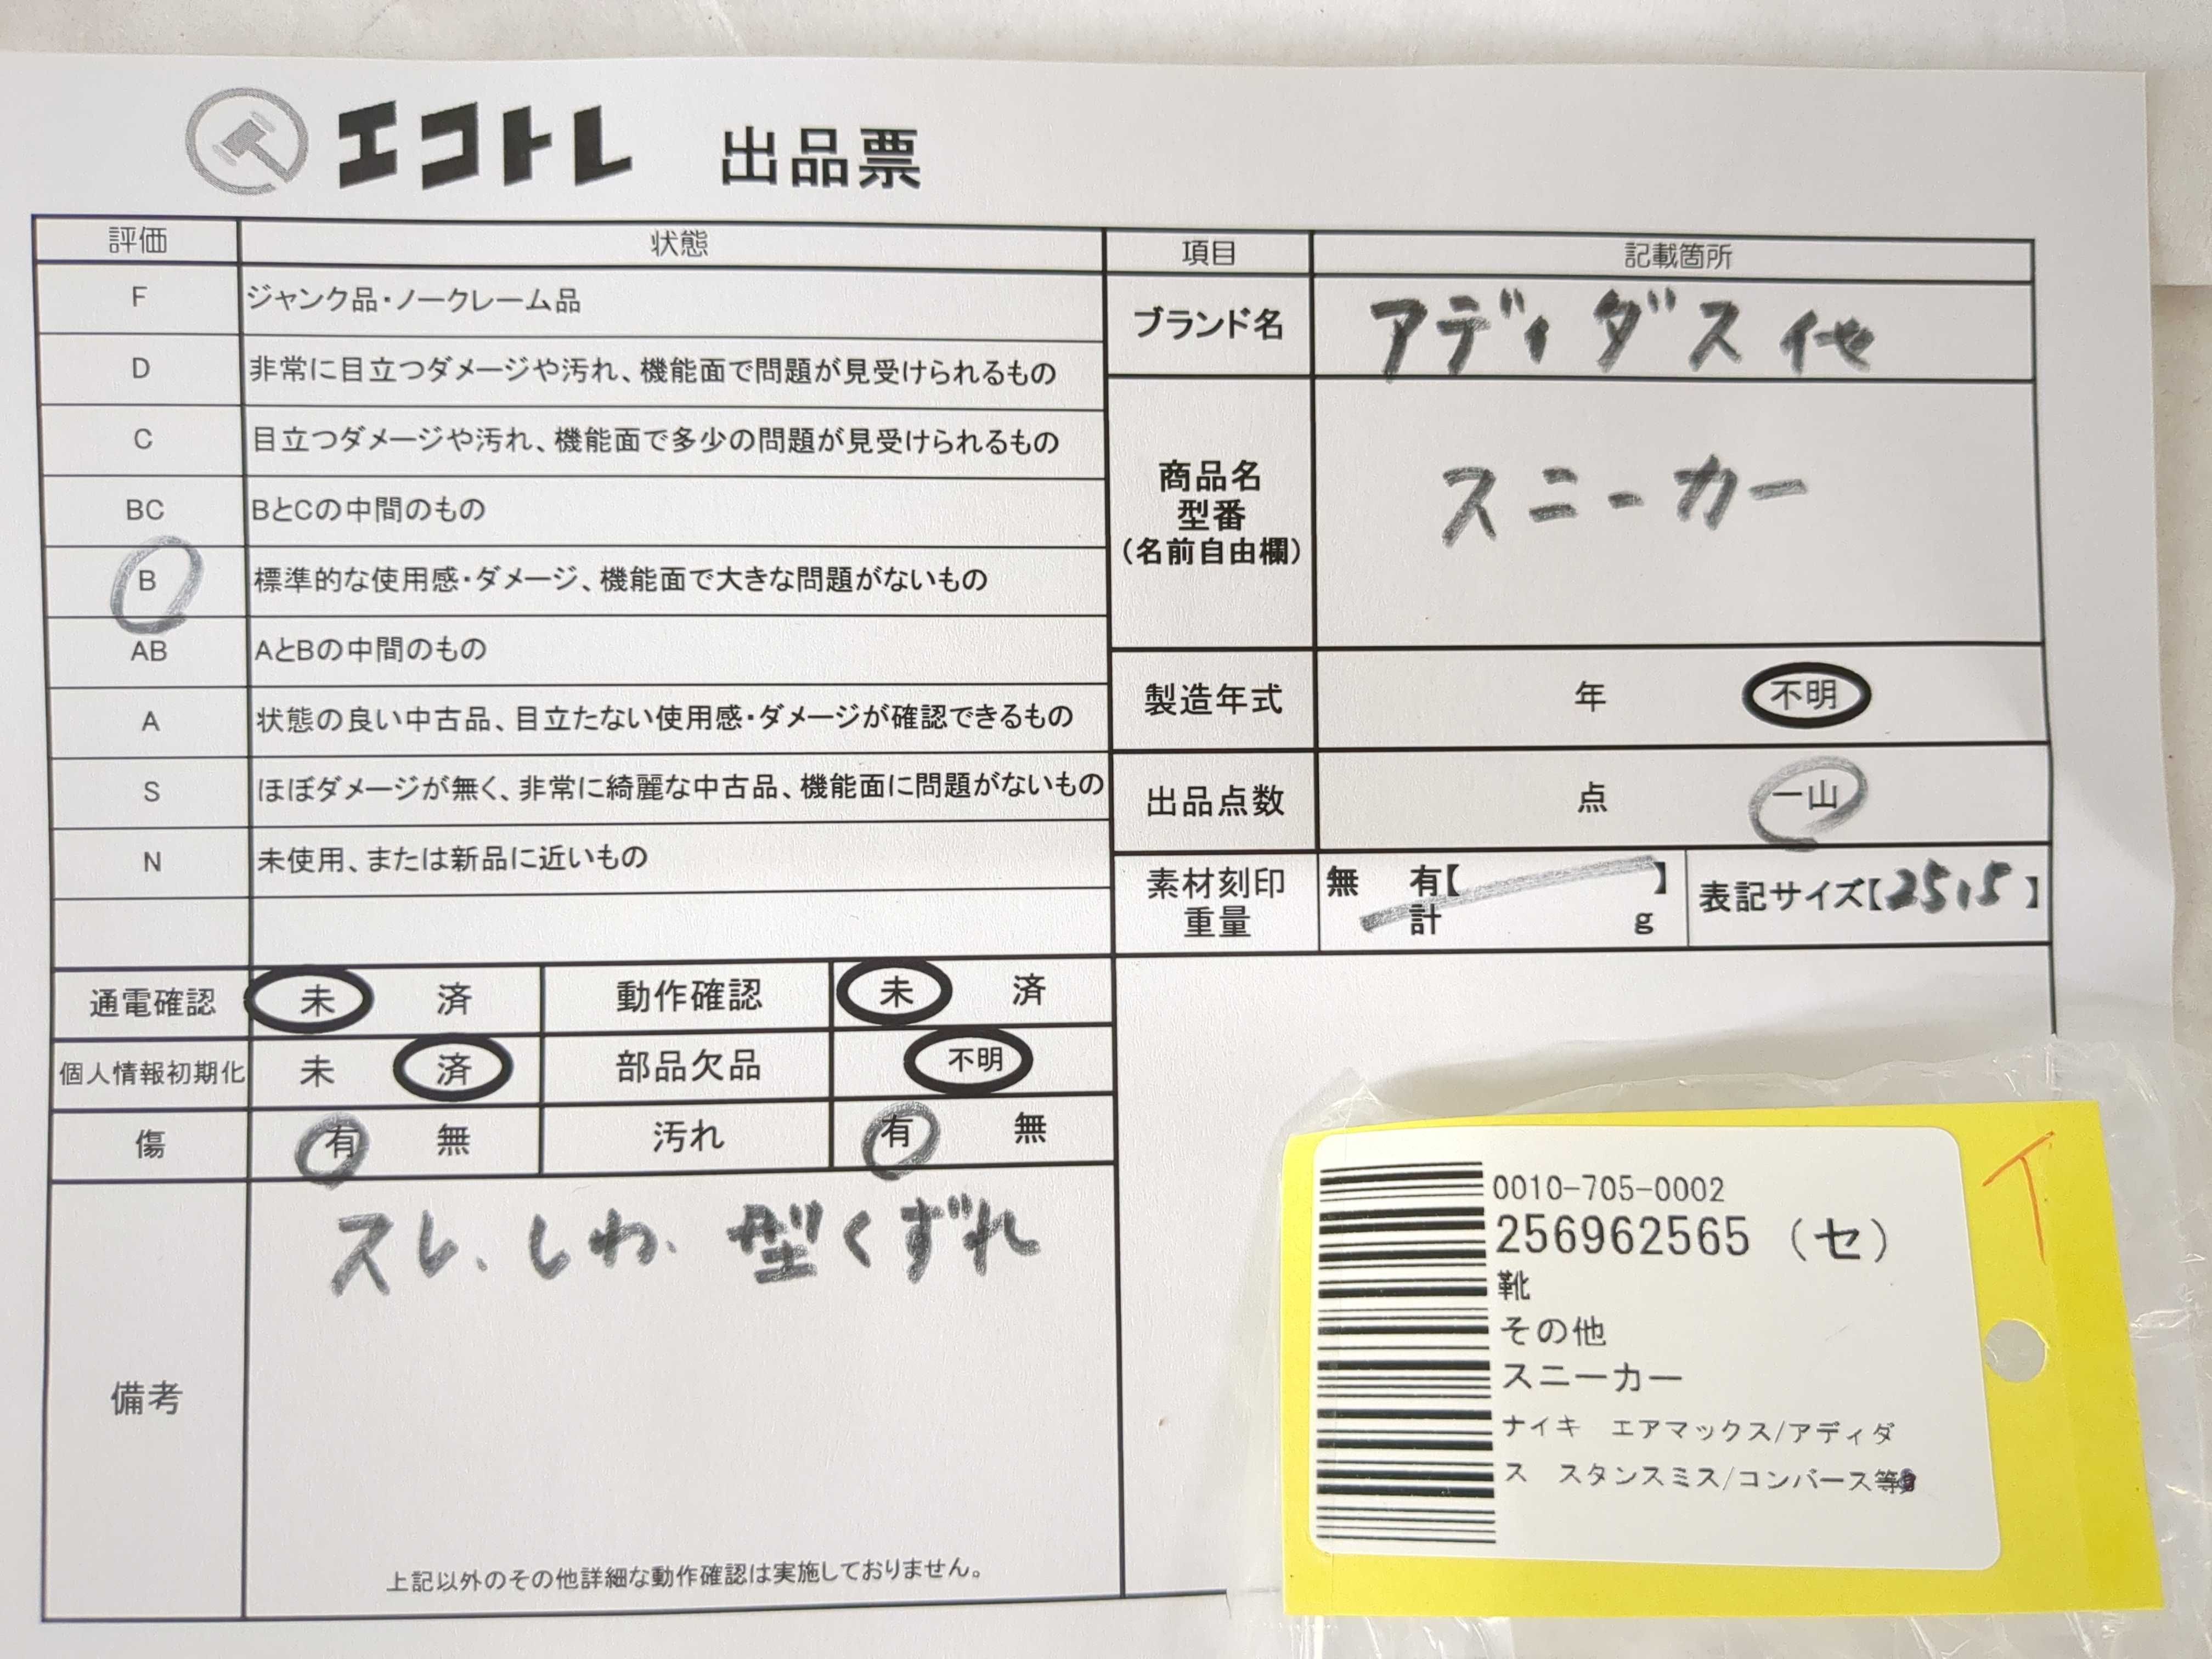 エコトレ 出品票
評価 状態
F ジャンク品・ノークレーム品
D 非常に目立つダメージや汚れ、機能面で問題が見受けられるもの
C 目立つダメージや汚れ、機能面で多少の問題が見受けられるもの
BC BとCの中間のもの
B 標準的な使用感・ダメージ、機能面で大きな問題がないもの
AB AとBの中間のもの
A 状態の良い中古品、目立たない使用感・ダメージが確認できるもの
S ほぼダメージが無く、非常に綺麗な中古品、機能面に問題がないもの
N 未使用、または新品に近いもの
通電確認 未 済 動作確認 未 済
個人情報初期化 未 済 部品欠品 不明
傷 有 無 汚れ 有 無
備考
スレ、しわ、型くずれ
上記以外のその他詳細な動作確認は実施しておりません。
項目 記載箇所
ブランド名 アディダス他
商品名
型番
(名前自由欄)
スニーカー
製造年式 年 不明
出品点数 点 一山
素材刻印 無 有【 】
重量 計 g
表記サイズ【25.5】
0010-705-0002
256962565 (セ)
靴
その他
スニーカー
ナイキ エアマックス/アディダ
ス スタンスミス/コンバース等
イ